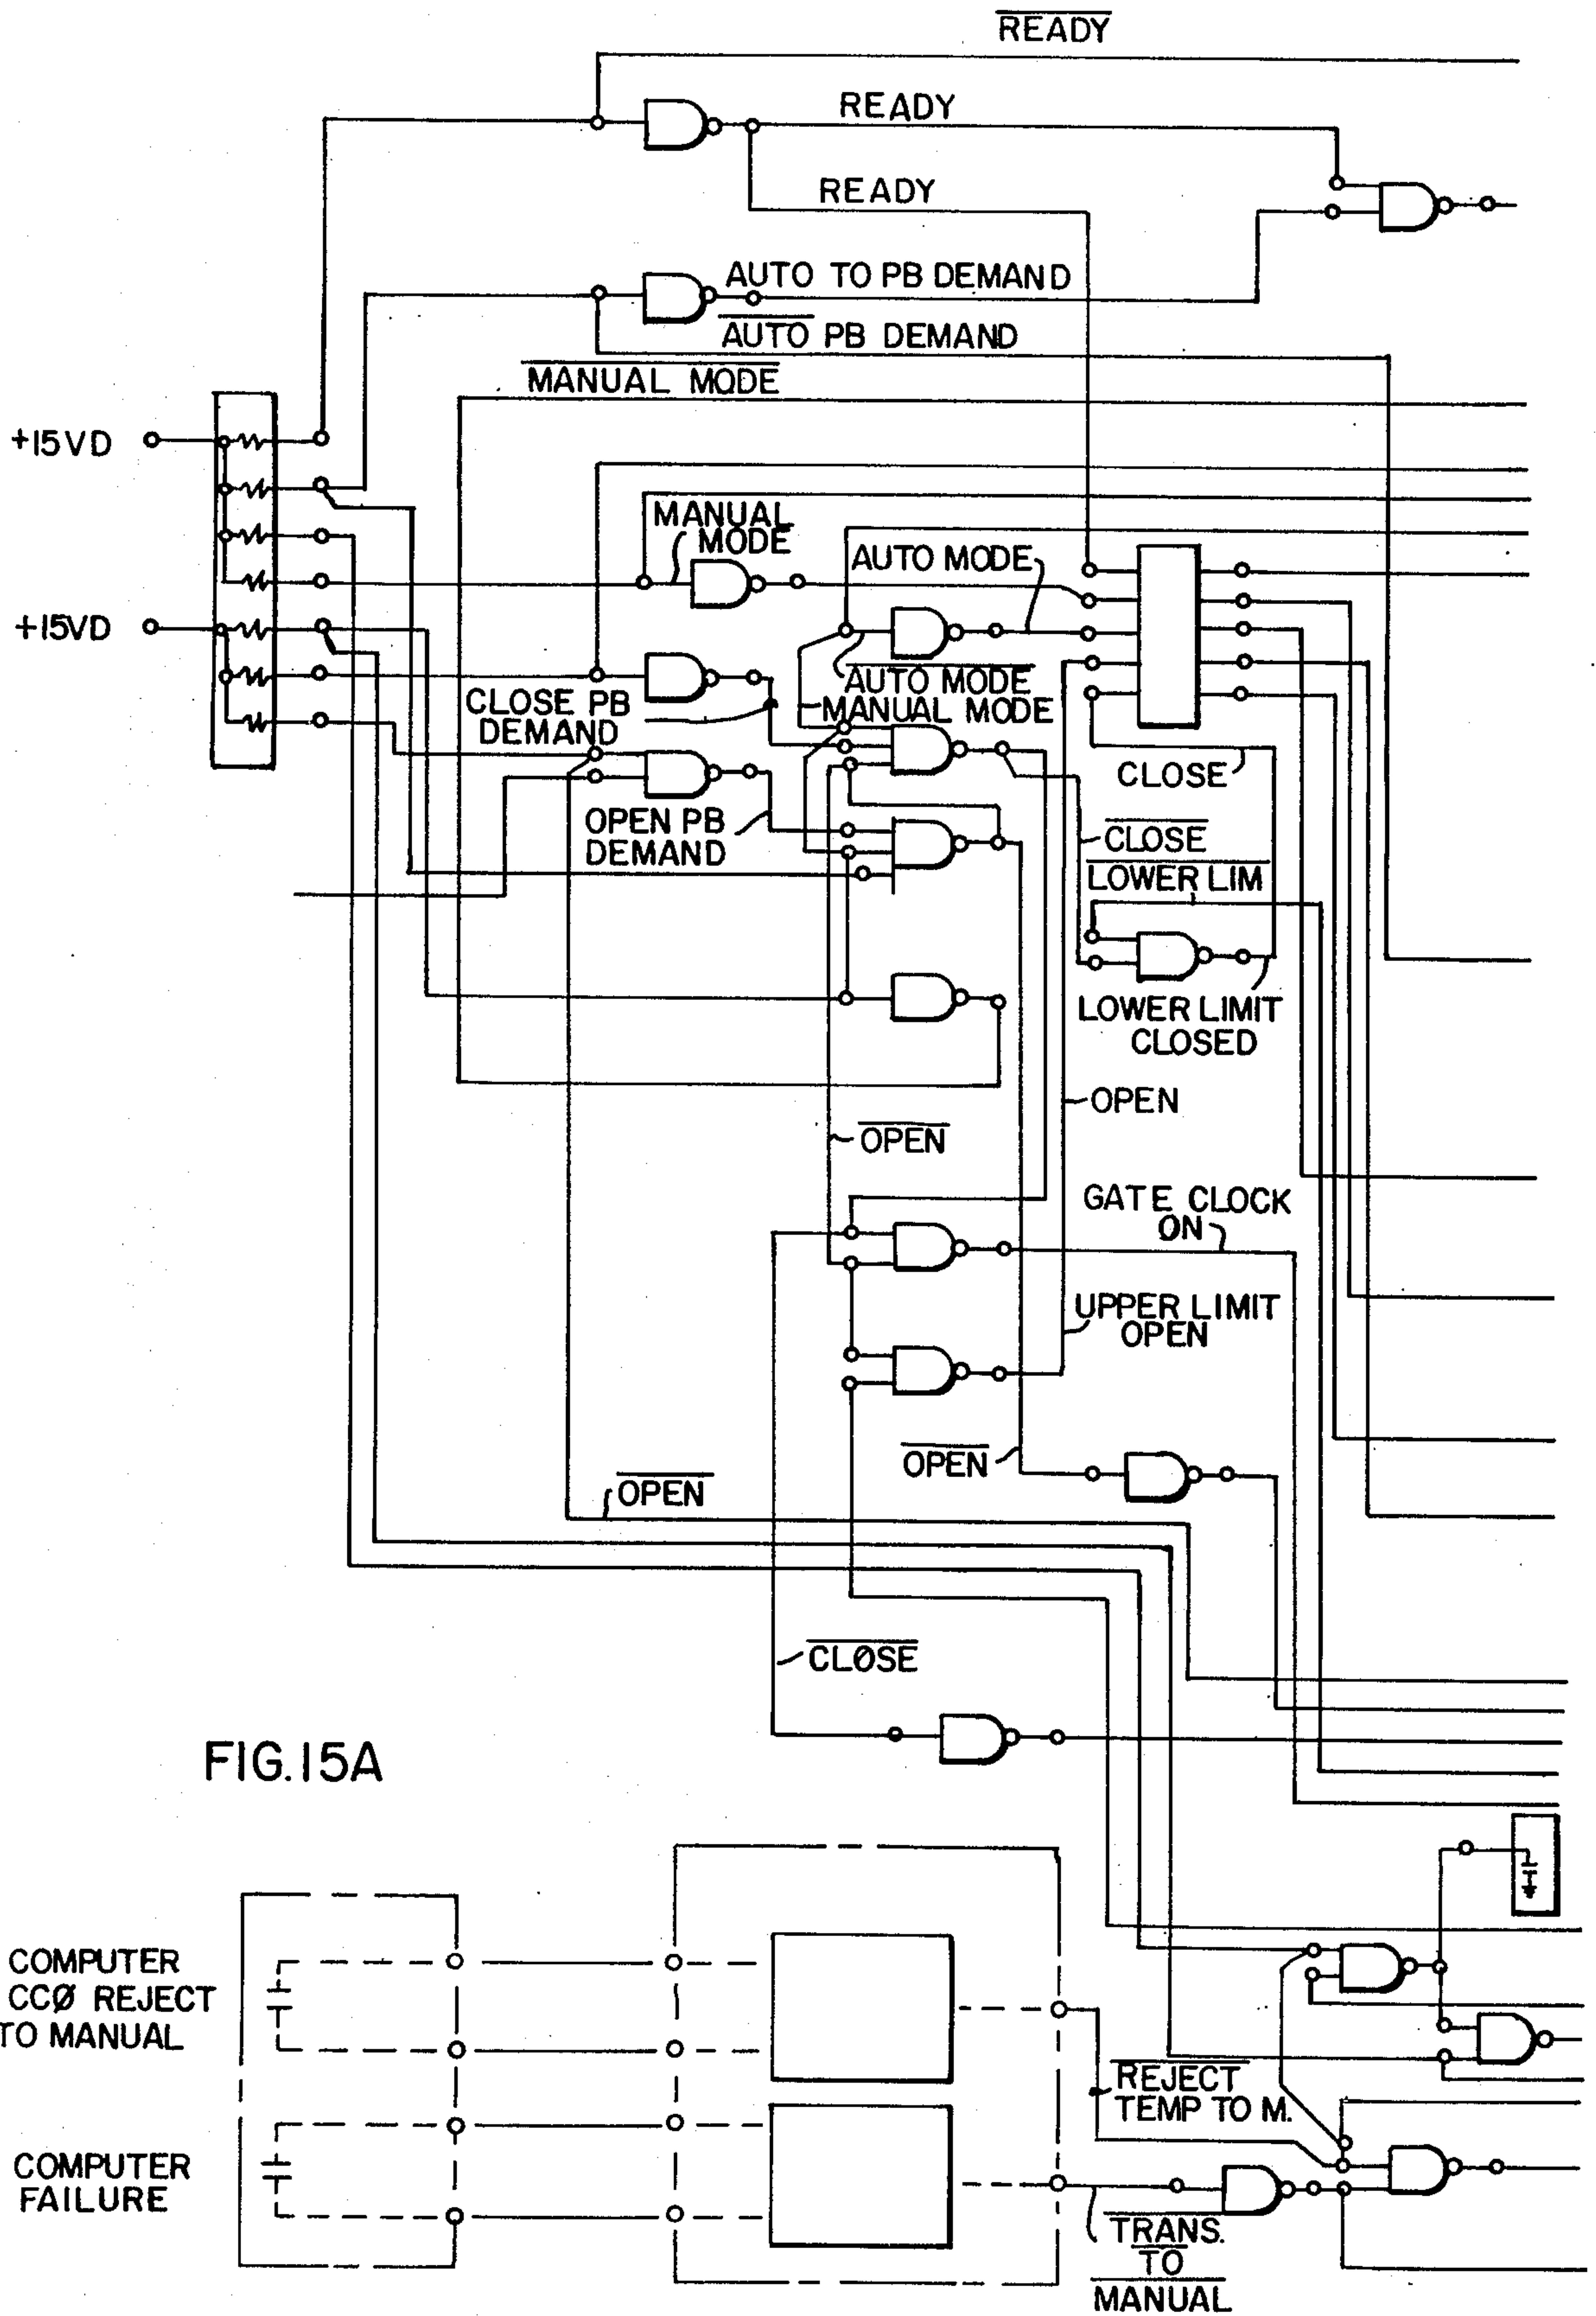 READY
READY
READY
AUTO TO PB DEMAND
AUTO PB DEMAND
MANUAL MODE
+15VD
MANUAL
MODE
AUTO MODE
+15VD
AUTO MODE
CLOSE PB
DEMAND
MANUAL MODE
CLOSE
OPEN PB
DEMAND
CLOSE
LOWER LIM
LOWER LIMIT
CLOSED
OPEN
OPEN
GATE CLOCK
ON
UPPER LIMIT
OPEN
OPEN
OPEN
CLØSE
FIG.15A
COMPUTER
CCØ REJECT
TO MANUAL
REJECT
TEMP TO M.
COMPUTER
FAILURE
TRANS.
TO
MANUAL